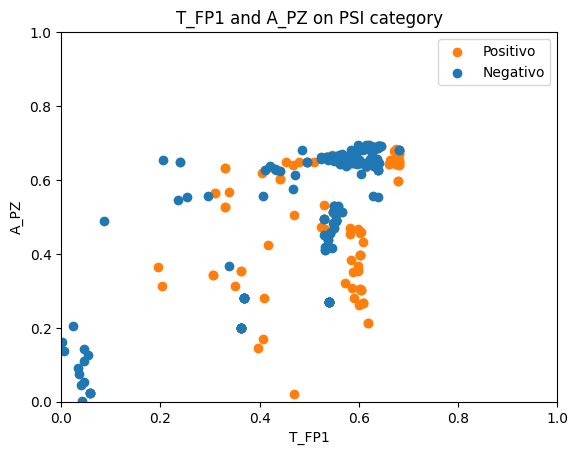 T_FP1 and A_PZ on PSI category
Positivo
Negativo
A_PZ
1.0
0.8
0.6
0.4
0.2
0.0
0.0 0.2 0.4 0.6 0.8 1.0
T_FP1